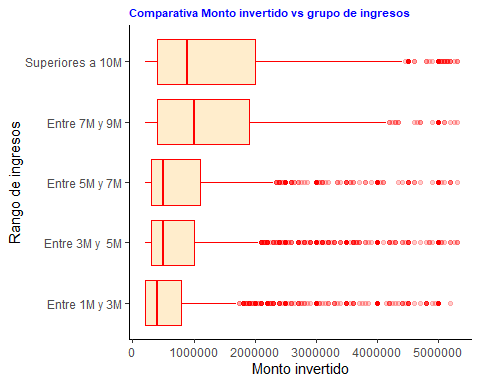 Comparativa Monto invertido vs grupo de ingresos
Rango de ingresos
Superiores a 10M
Entre 7M y 9M
Entre 5M y 7M
Entre 3M y  5M
Entre 1M y 3M
0 1000000 2000000 3000000 4000000 5000000
Monto invertido